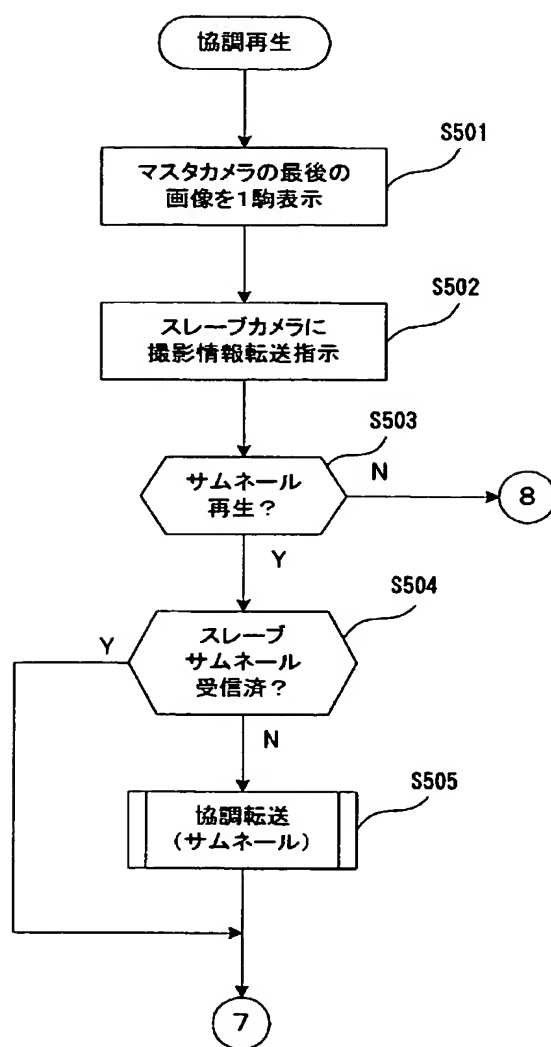 協調再生
S501
マスタカメラの最後の
画像を1駒表示
S502
スレーブカメラに
撮影情報転送指示
S503
サムネール
再生?
N
8
Y
S504
スレーブ
サムネール
受信済?
Y
N
S505
協調転送
(サムネール)
7